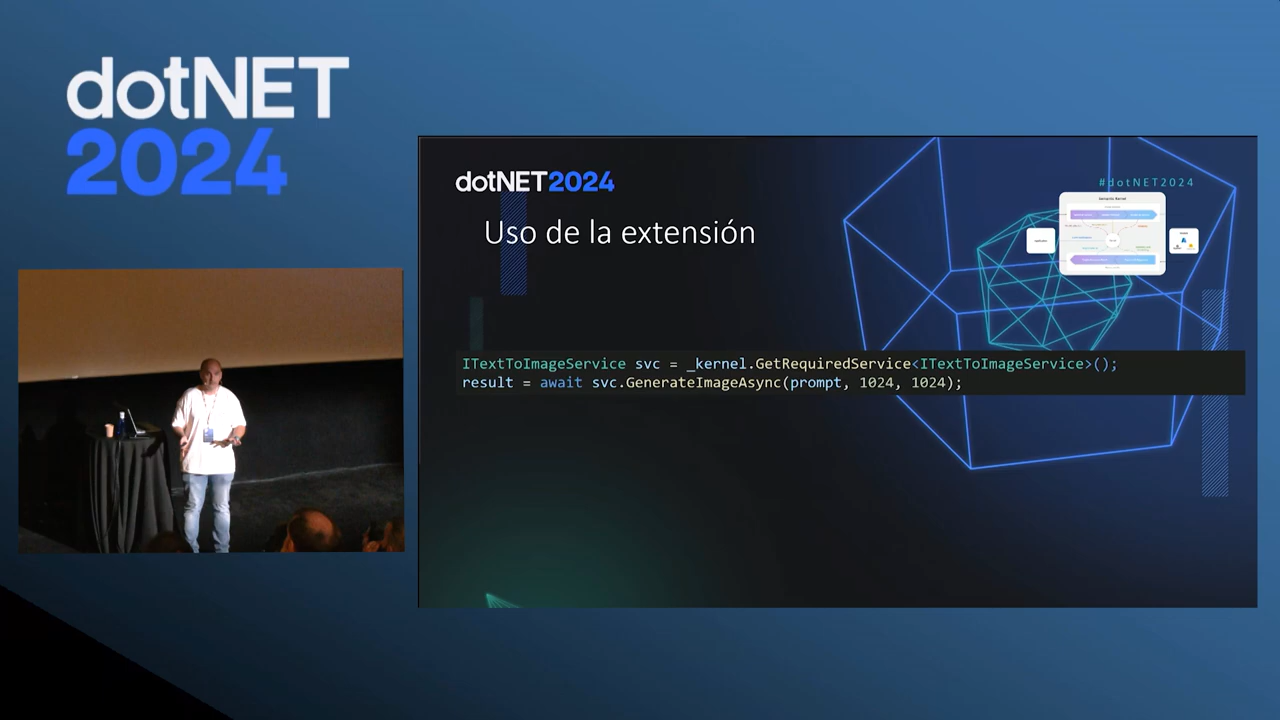 dotNET
2024
dotNET2024
#dotNET2024
Semantic Kernel
Uso de la extensión
ITextToImageService svc = _kernel.GetRequiredService<ITextToImageService>();
result = await svc.GenerateImageAsync(prompt, 1024, 1024);